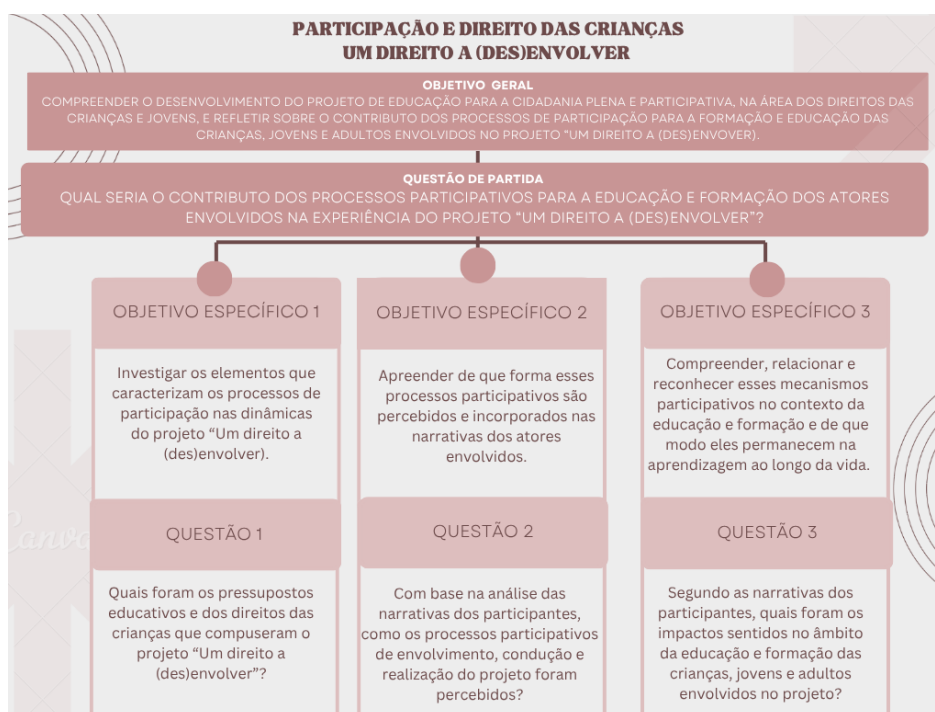 PARTICIPAÇÃO E DIREITO DAS CRIANÇAS
UM DIREITO A (DES)ENVOLVER
OBJETIVO GERAL
COMPREENDER O DESENVOLVIMENTO DO PROJETO DE EDUCAÇÃO PARA A CIDADANIA PLENA E PARTICIPATIVA, NA ÁREA DOS DIREITOS DAS
CRIANÇAS E JOVENS, E REFLETIR SOBRE O CONTRIBUTO DOS PROCESSOS DE PARTICIPAÇÃO PARA A FORMAÇÃO E EDUCAÇÃO DAS
CRIANÇAS, JOVENS E ADULTOS ENVOLVIDOS NO PROJETO “UM DIREITO A (DES)ENVOVER).
QUESTÃO DE PARTIDA
QUAL SERIA O CONTRIBUTO DOS PROCESSOS PARTICIPATIVOS PARA A EDUCAÇÃO E FORMAÇÃO DOS ATORES
ENVOLVIDOS NA EXPERIÊNCIA DO PROJETO “UM DIREITO A (DES)ENVOLVER”?
OBJETIVO ESPECÍFICO 1
Investigar os elementos que
caracterizam os processos de
participação nas dinâmicas
do projeto “Um direito a
(des)envolver).
QUESTÃO 1
Quais foram os pressupostos
educativos e dos direitos das
crianças que compuseram o
projeto “Um direito a
(des)envolver”?
OBJETIVO ESPECÍFICO 2
Apreender de que forma esses
processos participativos são
percebidos e incorporados nas
narrativas dos atores
envolvidos.
QUESTÃO 2
Com base na análise das
narrativas dos participantes,
como os processos participativos
de envolvimento, condução e
realização do projeto foram
percebidos?
OBJETIVO ESPECÍFICO 3
Compreender, relacionar e
reconhecer esses mecanismos
participativos no contexto da
educação e formação e de que
modo eles permanecem na
aprendizagem ao longo da vida.
QUESTÃO 3
Segundo as narrativas dos
participantes, quais foram os
impactos sentidos no âmbito
da educação e formação das
crianças, jovens e adultos
envolvidos no projeto?
Canva